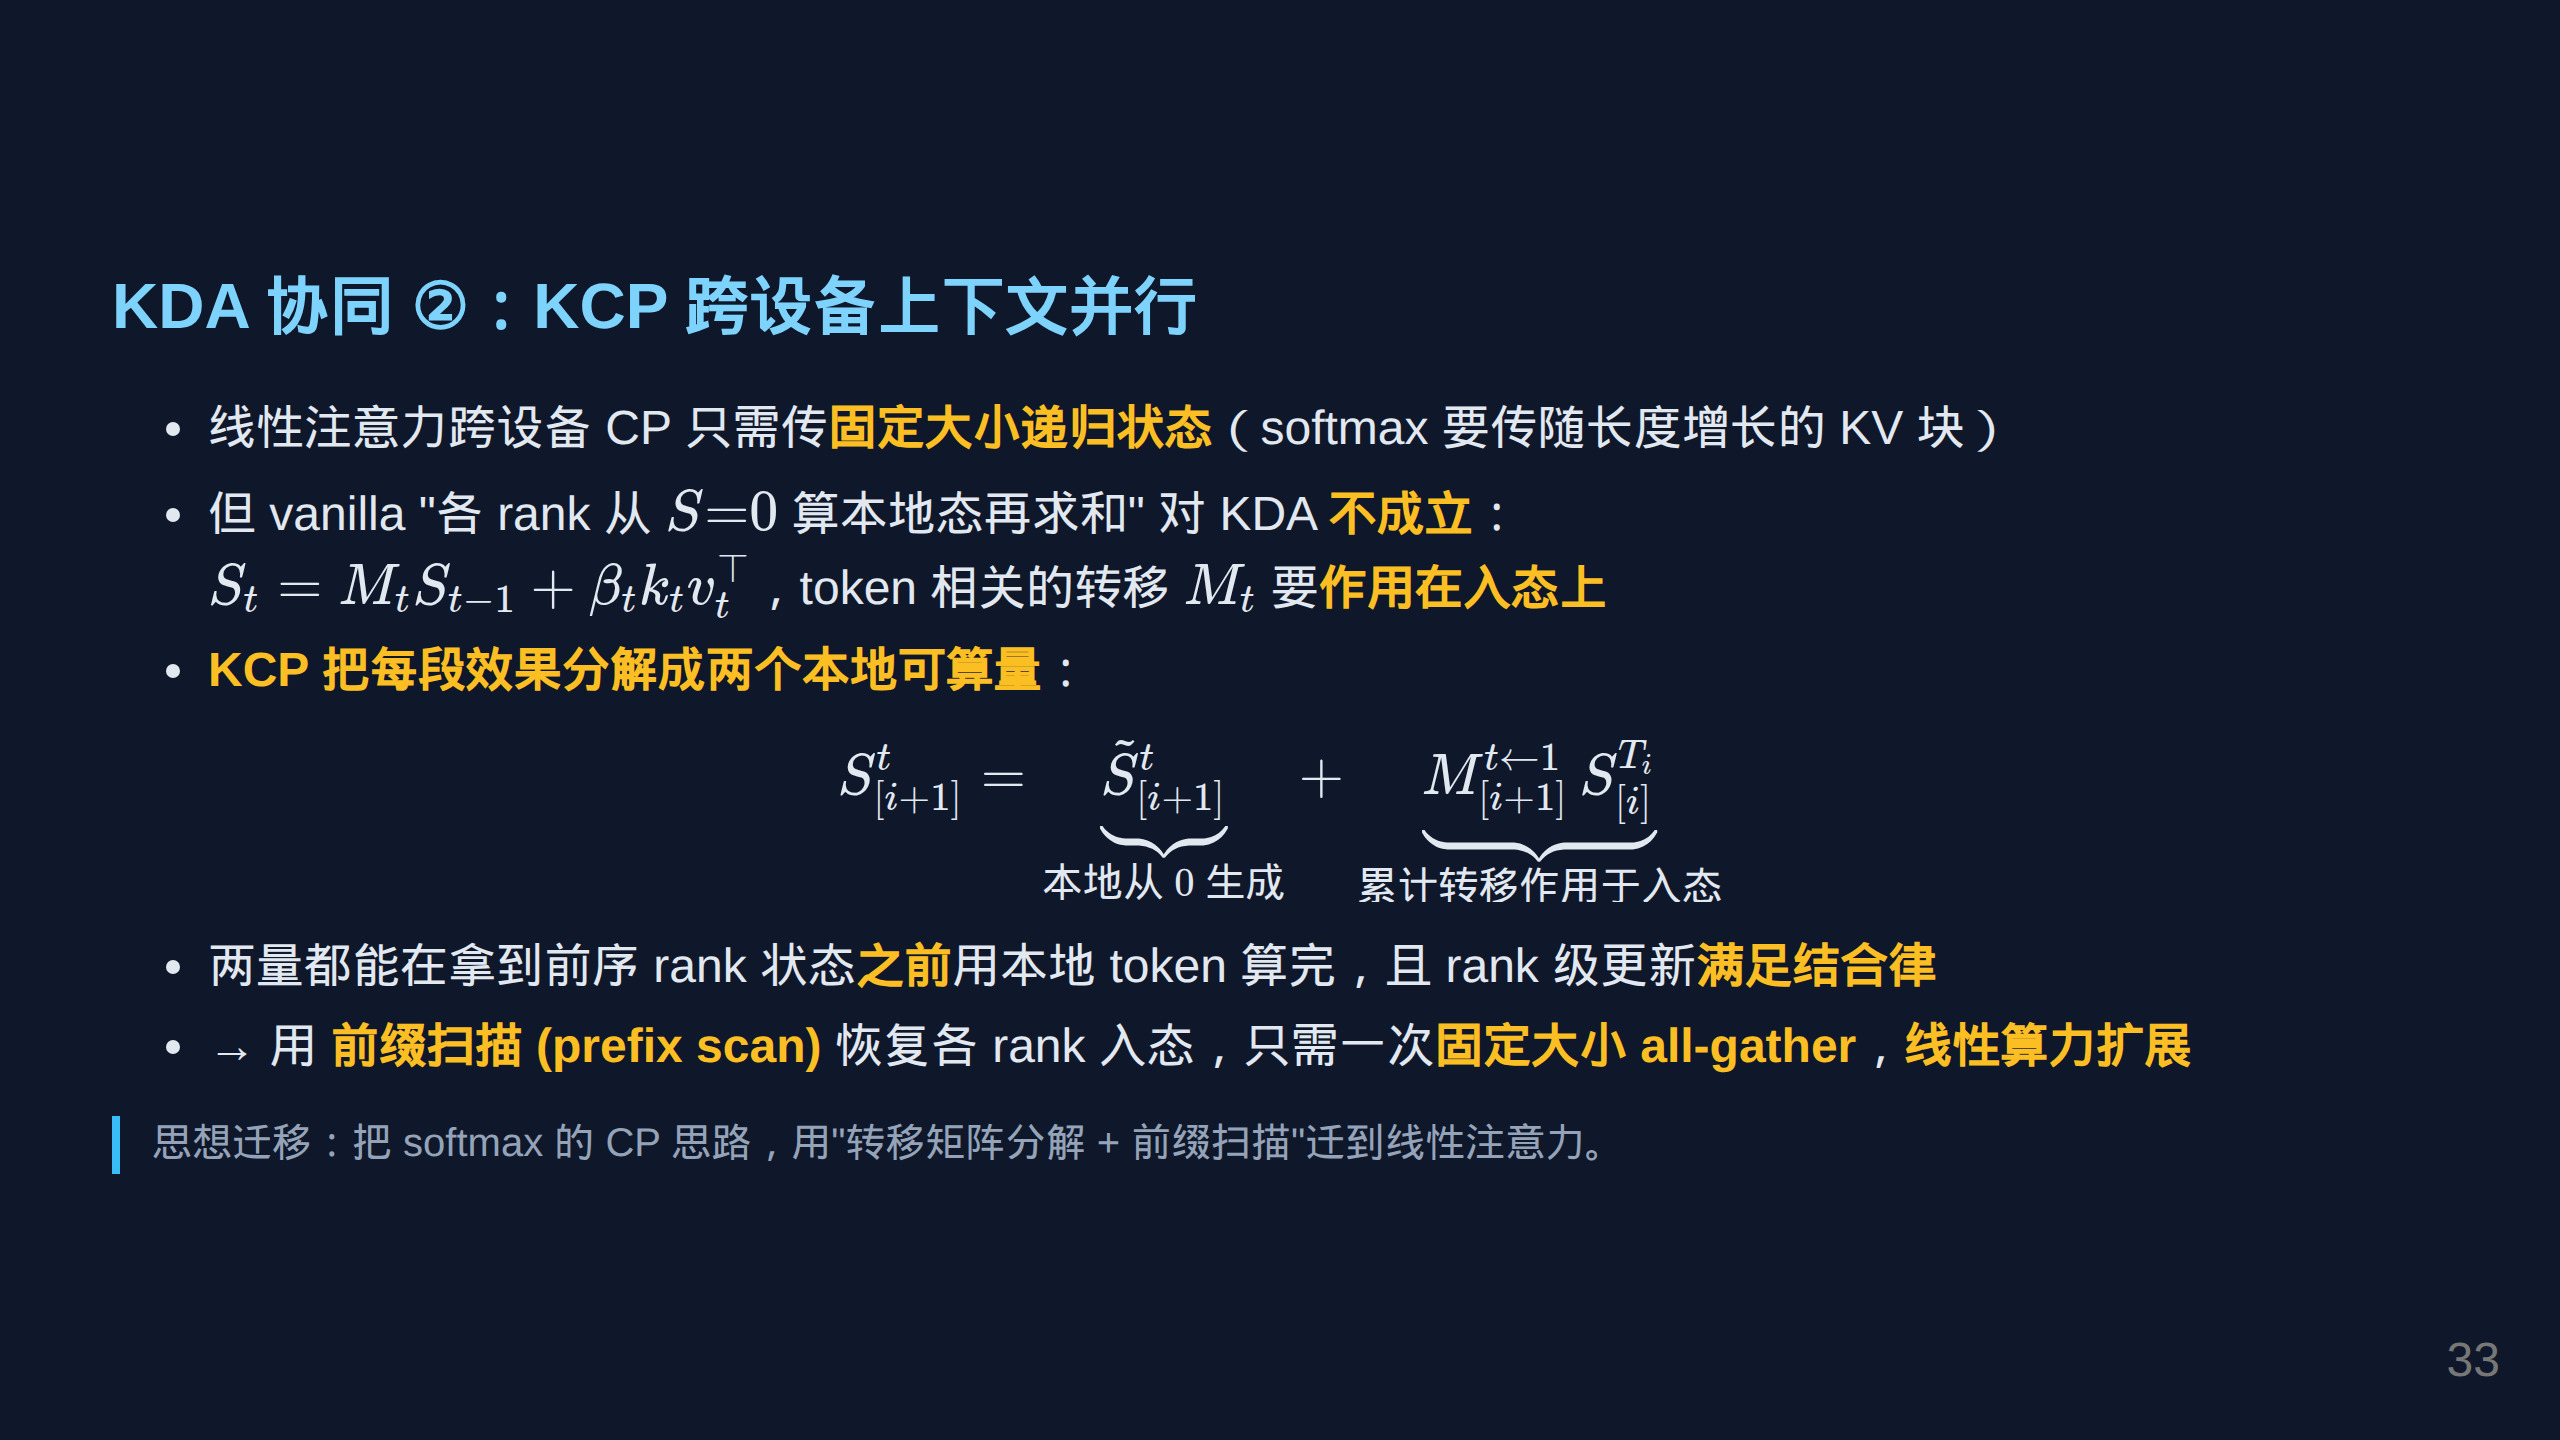 KDA 协同 ②：KCP 跨设备上下文并行
• 线性注意力跨设备 CP 只需传固定大小递归状态（softmax 要传随长度增长的 KV 块）
• 但 vanilla "各 rank 从 S=0 算本地态再求和" 对 KDA 不成立：
S_t = M_t S_{t−1} + β_t k_t v_t^⊤，token 相关的转移 M_t 要作用在入态上
• KCP 把每段效果分解成两个本地可算量：
S_{[i+1]}^t = S̃_{[i+1]}^t + M_{[i+1]}^{t←1} S_{[i]}^{T_i}
本地从 0 生成 累计转移作用于入态
• 两量都能在拿到前序 rank 状态之前用本地 token 算完，且 rank 级更新满足结合律
• → 用 前缀扫描 (prefix scan) 恢复各 rank 入态，只需一次固定大小 all-gather，线性算力扩展
思想迁移：把 softmax 的 CP 思路，用"转移矩阵分解 + 前缀扫描"迁到线性注意力。
33